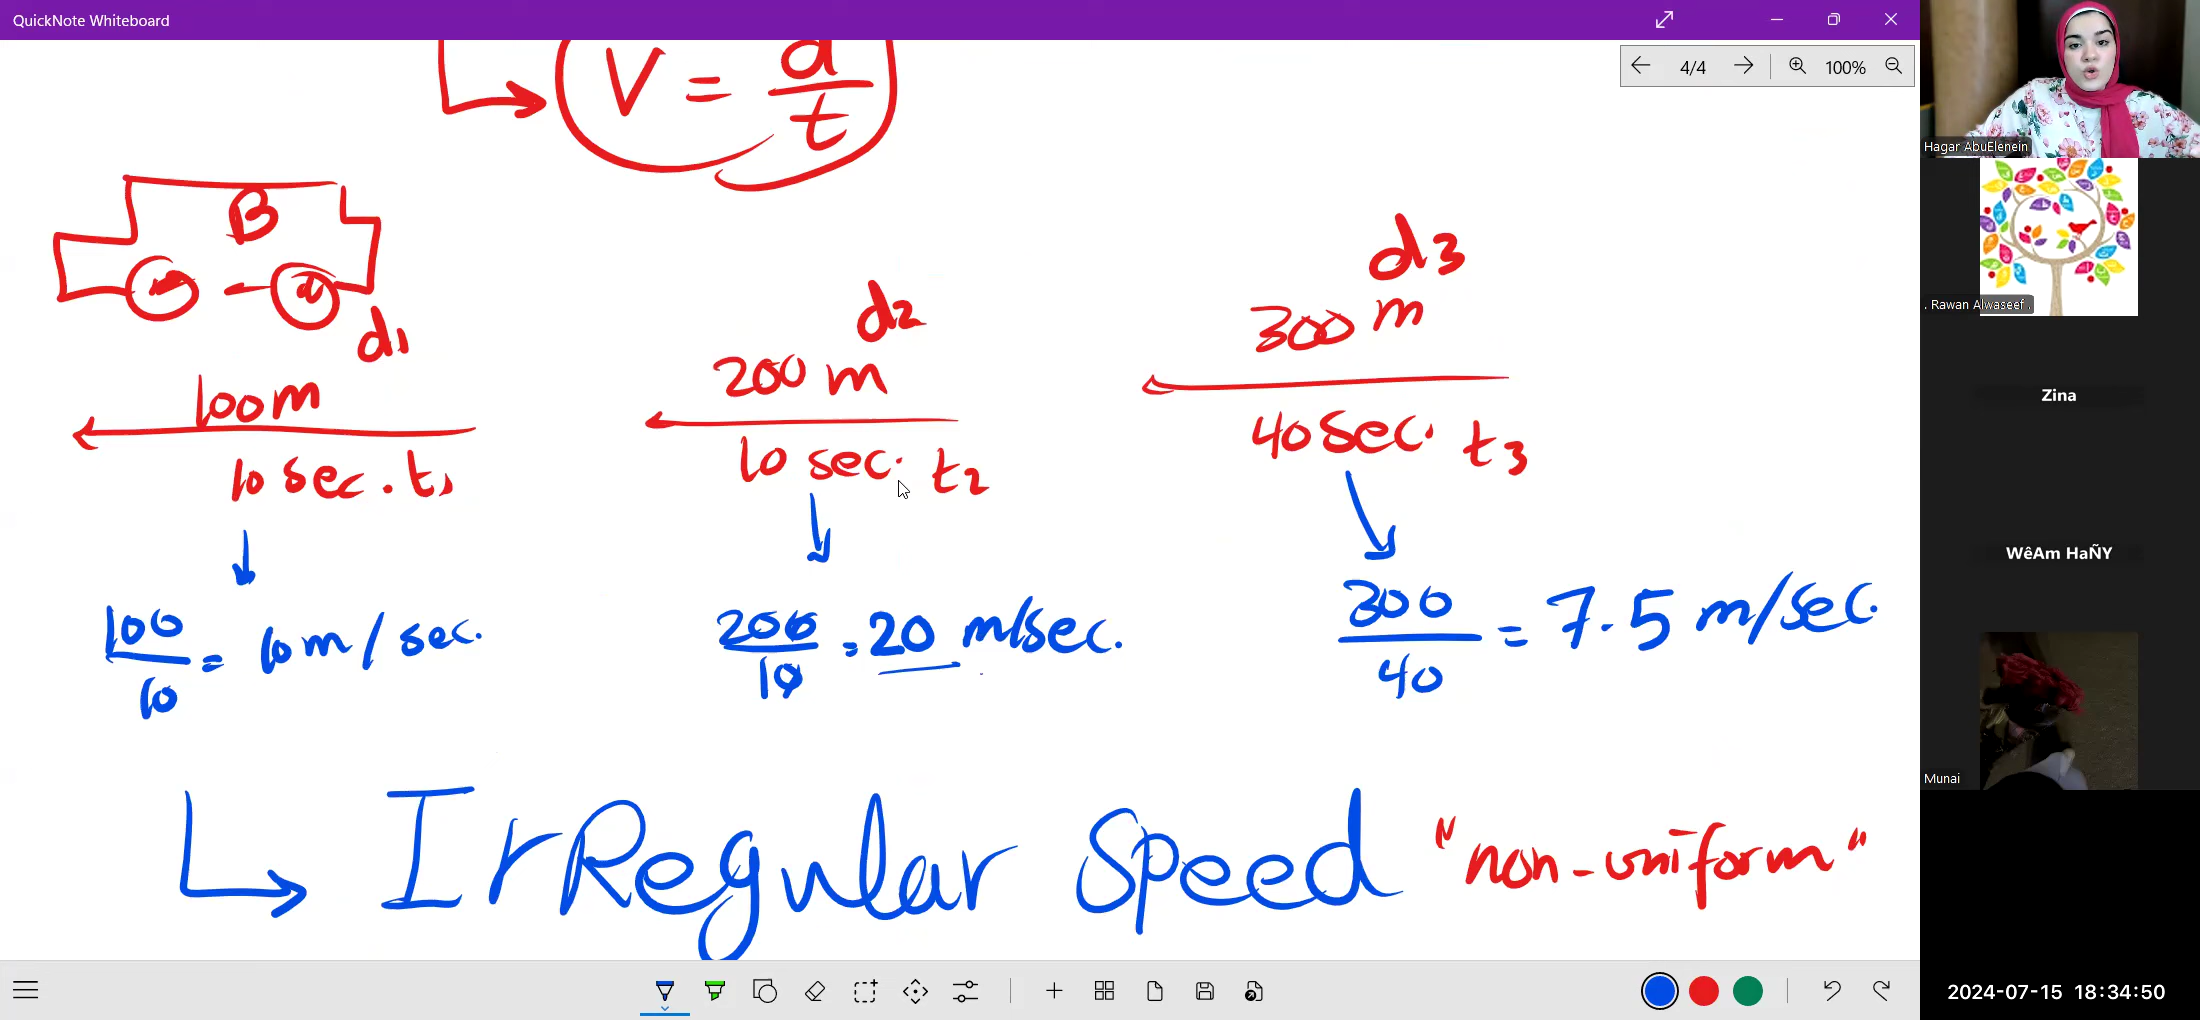 QuickNote Whiteboard
4/4
100%
V = d/t
B
d1
100m
10 sec. t1
d2
200 m
10 sec. t2
d3
300 m
40 sec. t3
100/10 = 10 m/sec.
200/10 = 20 m/sec.
300/40 = 7.5 m/sec.
IrRegular Speed "non-uniform"
Hagar AbuElenein
. Rawan Alwaseef .
Zina
WêAm HaÑY
Munai
2024-07-15 18:34:50